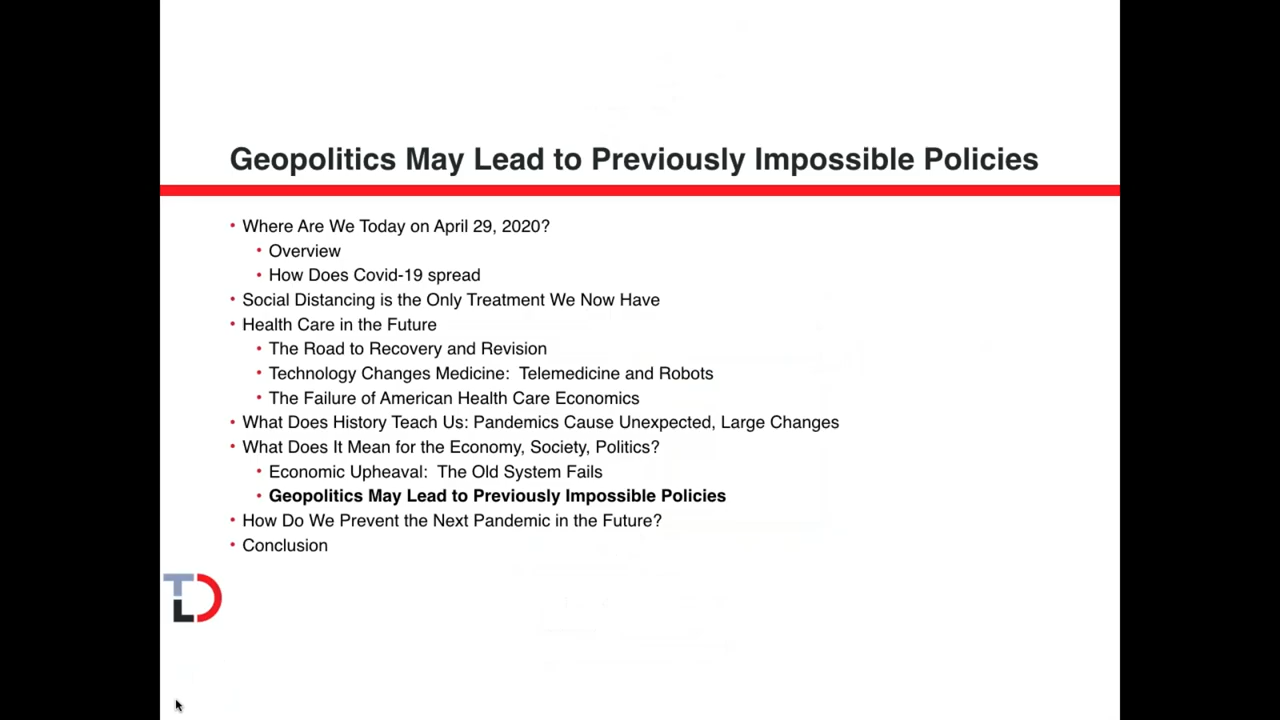 Geopolitics May Lead to Previously Impossible Policies
• Where Are We Today on April 29, 2020?
• Overview
• How Does Covid-19 spread
• Social Distancing is the Only Treatment We Now Have
• Health Care in the Future
• The Road to Recovery and Revision
• Technology Changes Medicine:  Telemedicine and Robots
• The Failure of American Health Care Economics
• What Does History Teach Us: Pandemics Cause Unexpected, Large Changes
• What Does It Mean for the Economy, Society, Politics?
• Economic Upheaval:  The Old System Fails
• Geopolitics May Lead to Previously Impossible Policies
• How Do We Prevent the Next Pandemic in the Future?
• Conclusion
TLD